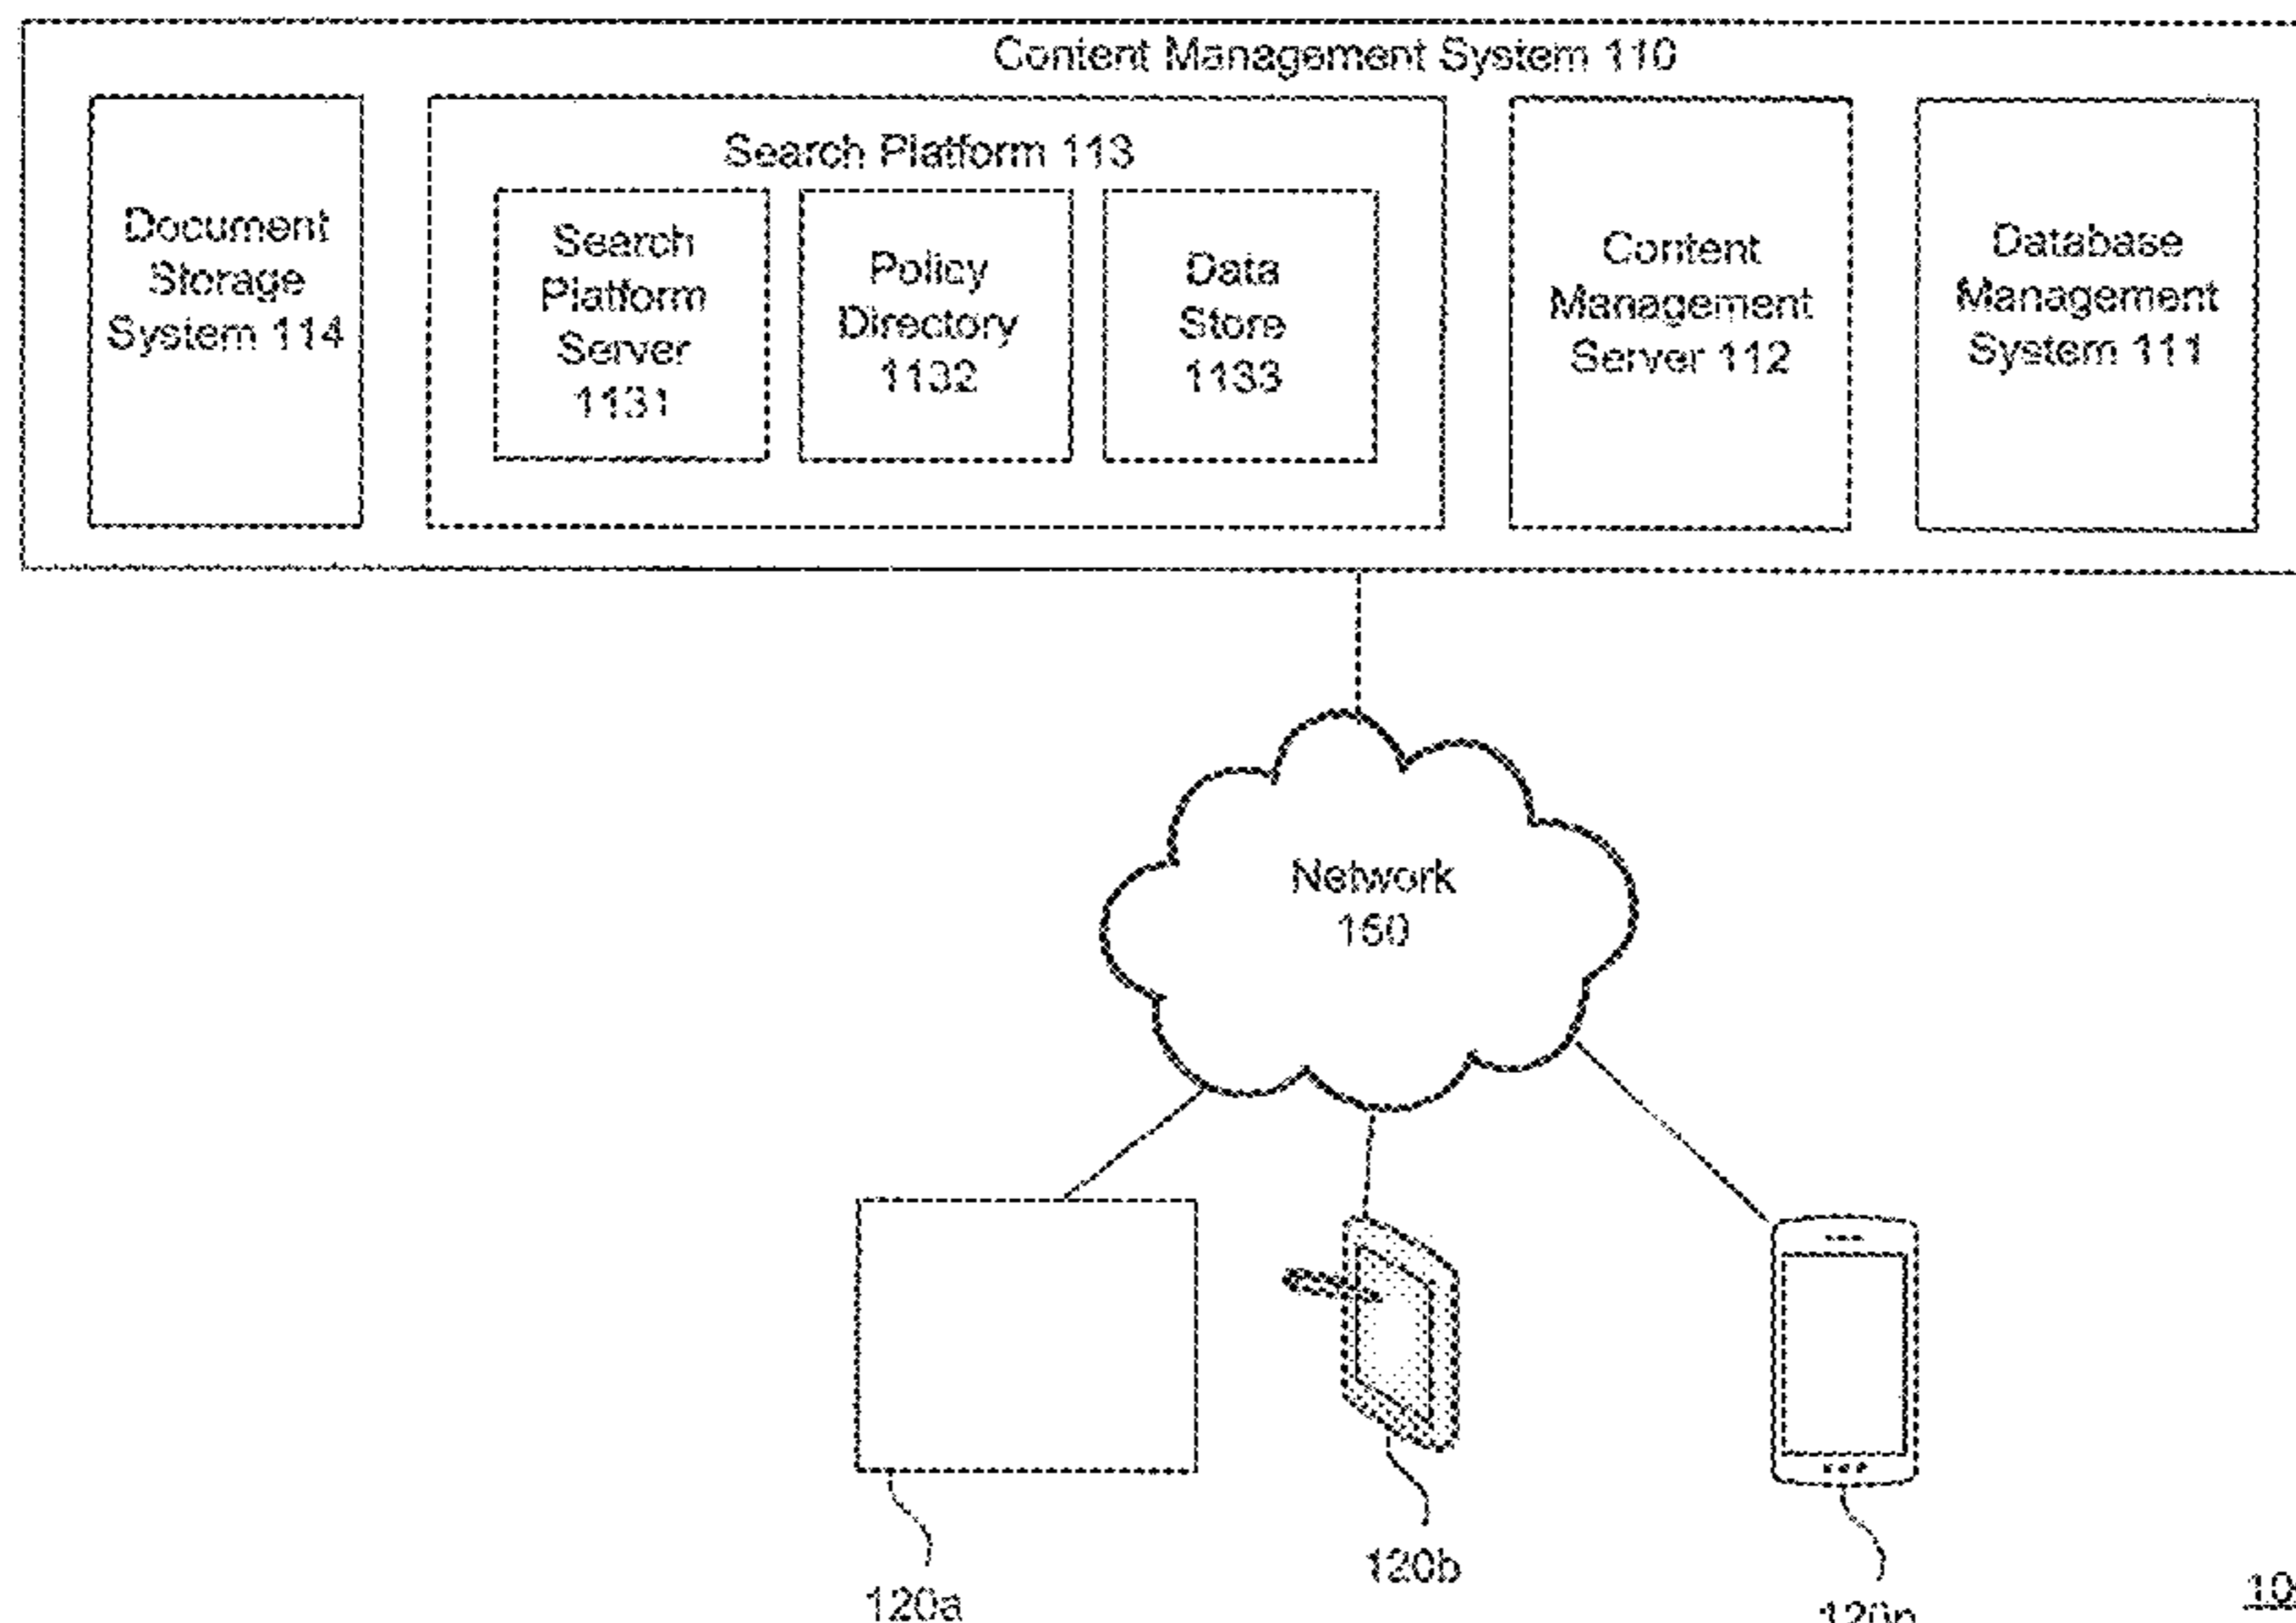 Content Management System 110
Document
Storage
System 114
Search Platform 113
Search
Platform
Server
1131
Policy
Directory
1132
Data
Store
1133
Content
Management
Server 112
Database
Management
System 111
Network
150
120a
120b
120n